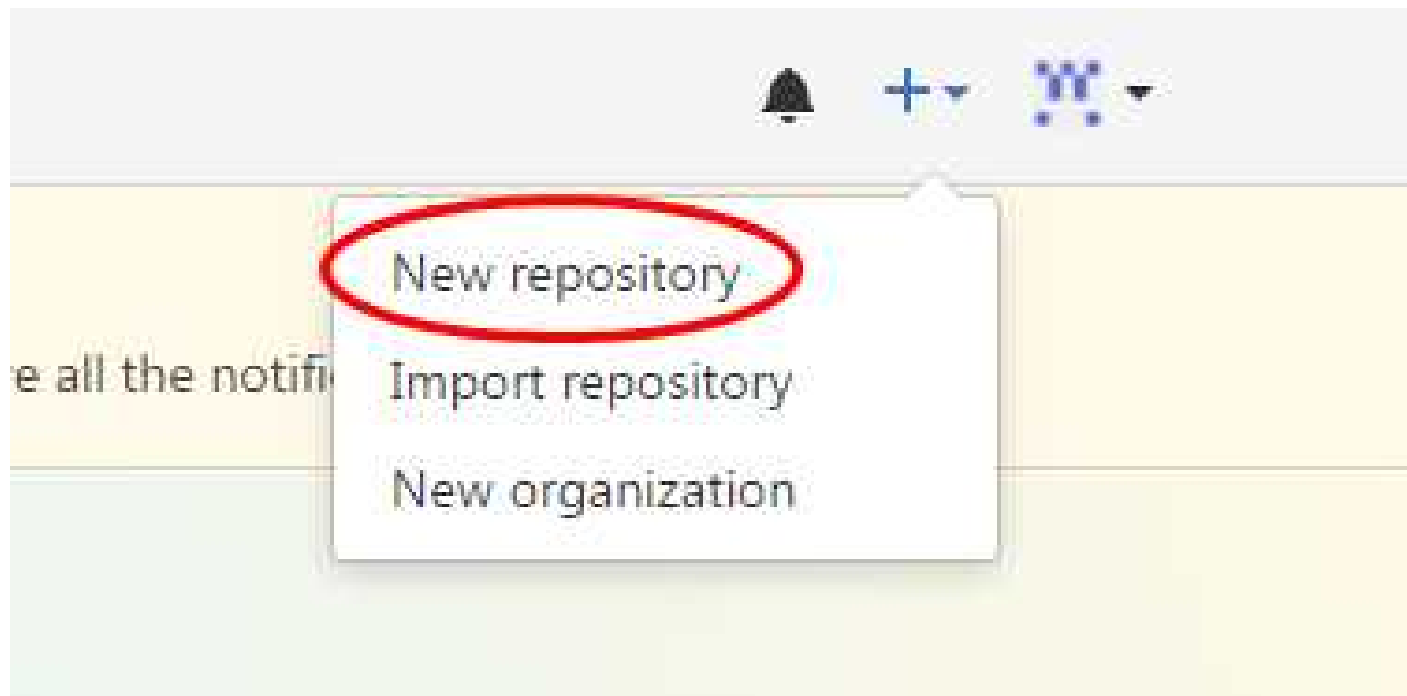 New repository
e all the notifi
Import repository
New organization